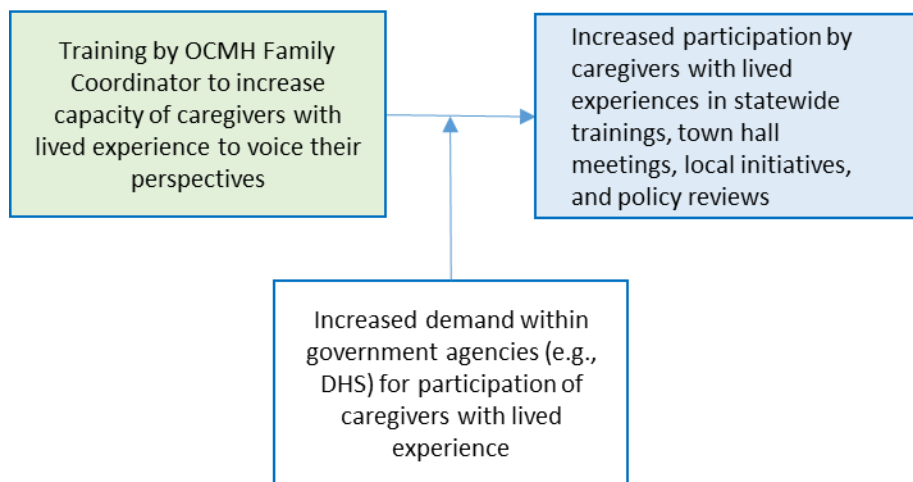 Training by OCMH Family
Coordinator to increase
capacity of caregivers with
lived experience to voice their
perspectives
Increased participation by
caregivers with lived
experiences in statewide
trainings, town hall
meetings, local initiatives,
and policy reviews
Increased demand within
government agencies (e.g.,
DHS) for participation of
caregivers with lived
experience